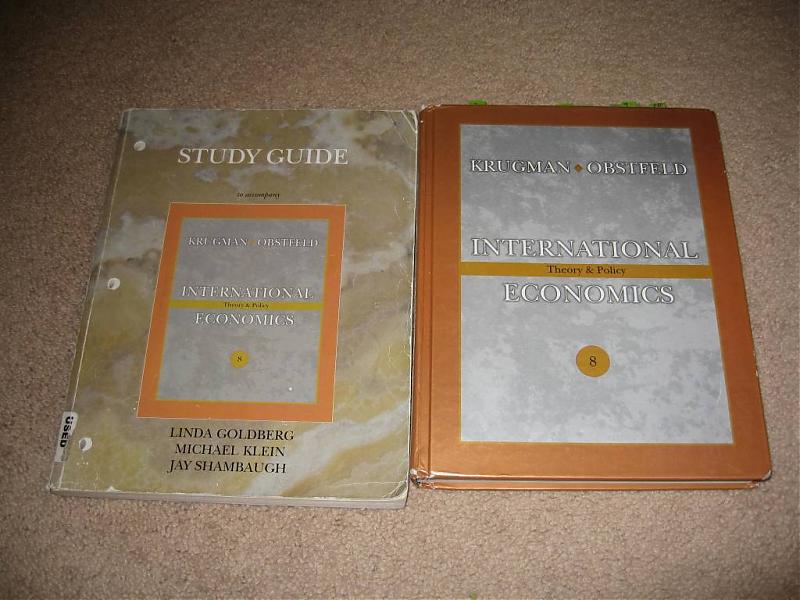 STUDY GUIDE
to accompany
KRUGMAN • OBSTFELD
INTERNATIONAL
Theory & Policy
ECONOMICS
8
LINDA GOLDBERG
MICHAEL KLEIN
JAY SHAMBAUGH
USED
KRUGMAN • OBSTFELD
INTERNATIONAL
Theory & Policy
ECONOMICS
8